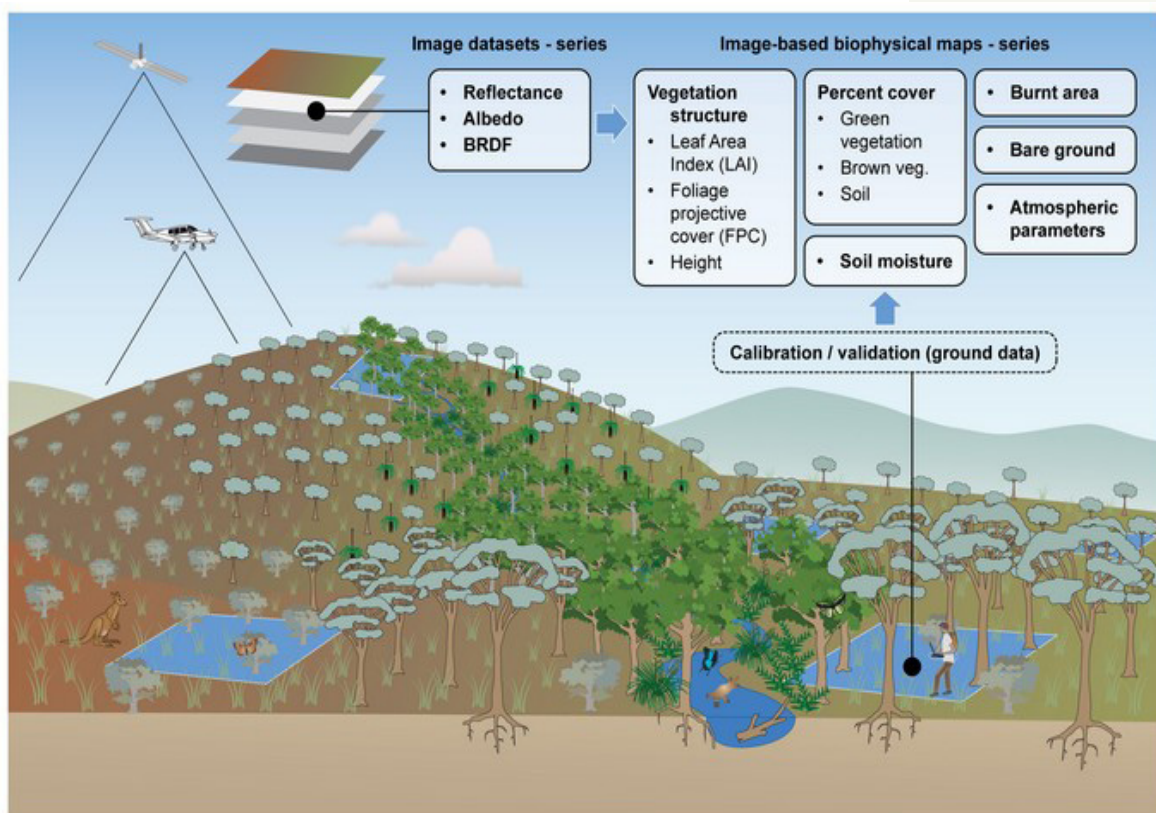 Image datasets - series
• Reflectance
• Albedo
• BRDF
Image-based biophysical maps - series
Vegetation
structure
• Leaf Area
Index (LAI)
• Foliage
projective
cover (FPC)
• Height
Percent cover
• Green
vegetation
• Brown veg.
• Soil
• Soil moisture
• Burnt area
• Bare ground
• Atmospheric
parameters
Calibration / validation (ground data)